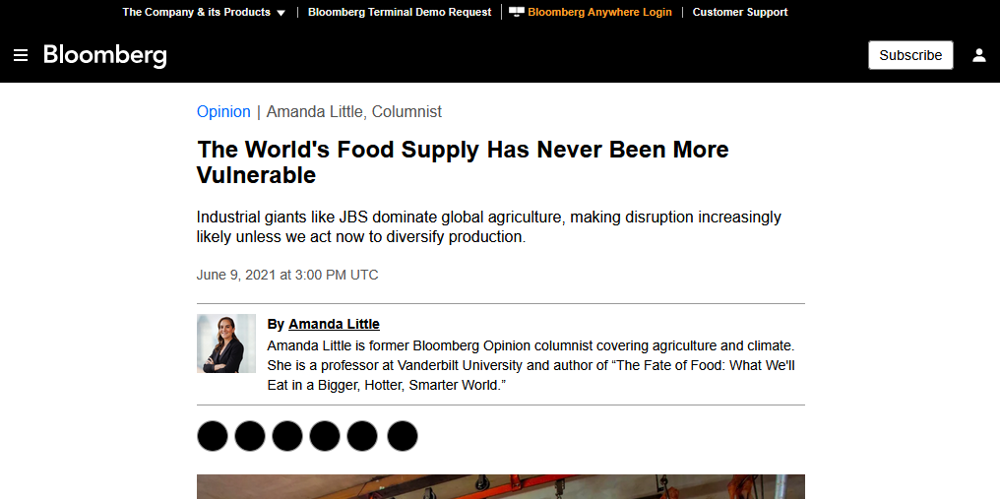 The Company & its Products
Bloomberg Terminal Demo Request
Bloomberg Anywhere Login
Customer Support
Bloomberg
Subscribe
Opinion | Amanda Little, Columnist
The World's Food Supply Has Never Been More
Vulnerable
Industrial giants like JBS dominate global agriculture, making disruption increasingly
likely unless we act now to diversify production.
June 9, 2021 at 3:00 PM UTC
By Amanda Little
Amanda Little is former Bloomberg Opinion columnist covering agriculture and climate.
She is a professor at Vanderbilt University and author of “The Fate of Food: What We'll
Eat in a Bigger, Hotter, Smarter World.”